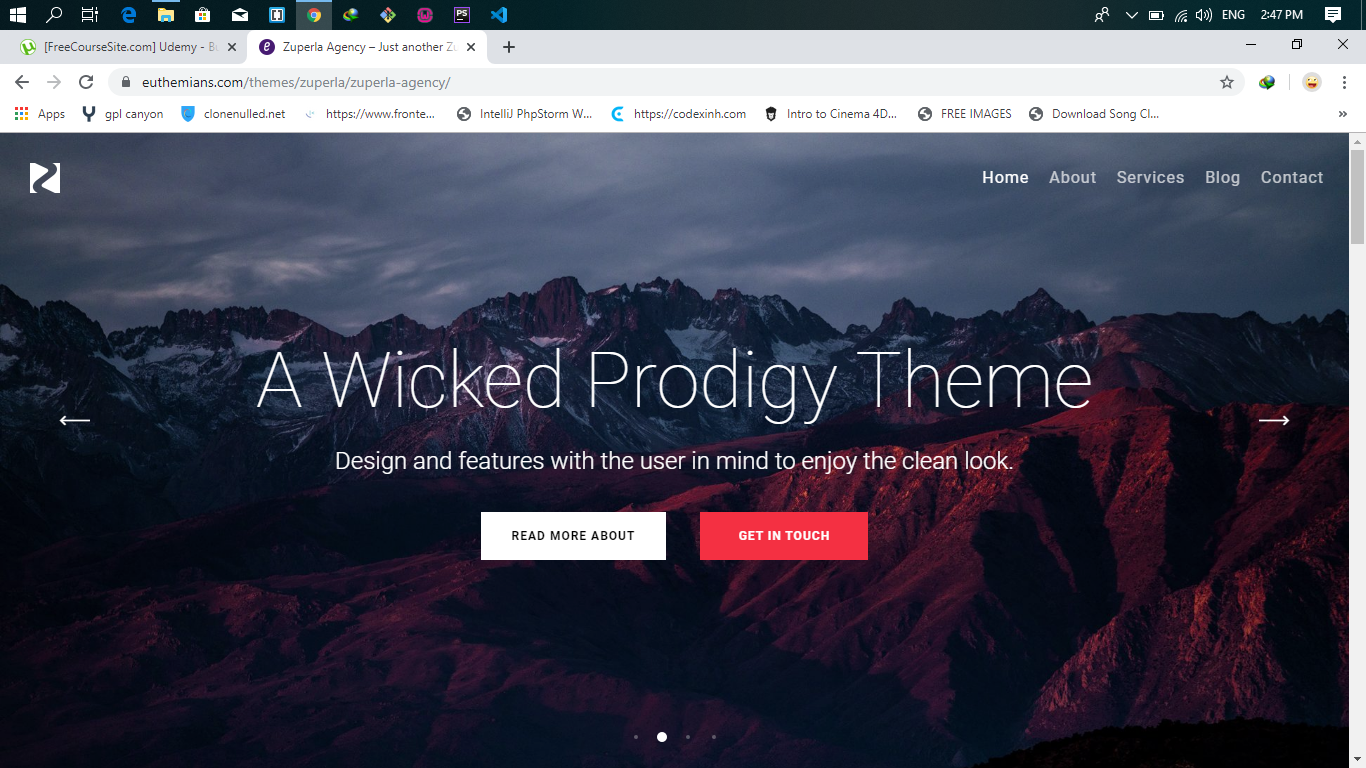 ENG
2:47 PM
[FreeCourseSite.com] Udemy - Bu
Zuperla Agency – Just another Zu
euthemians.com/themes/zuperla/zuperla-agency/
Apps
gpl canyon
clonenulled.net
https://www.fronte...
IntelliJ PhpStorm W...
https://codexinh.com
Intro to Cinema 4D...
FREE IMAGES
Download Song Cl...
Home
About
Services
Blog
Contact
A Wicked Prodigy Theme
Design and features with the user in mind to enjoy the clean look.
READ MORE ABOUT
GET IN TOUCH